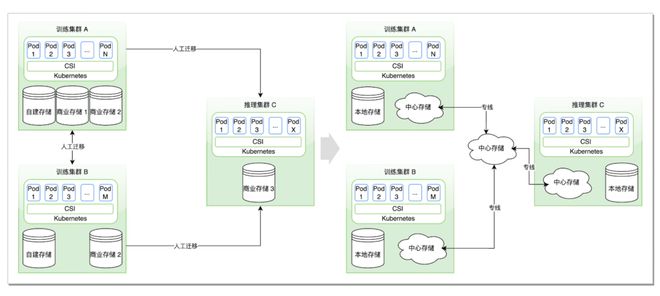 训练集群 A
Pod 1
Pod 2
Pod 3
...
Pod N
CSI
Kubernetes
自建存储
商业存储 1
商业存储 2
人工迁移
人工迁移
训练集群 B
Pod 1
Pod 2
Pod 3
...
Pod M
CSI
Kubernetes
自建存储
商业存储 2
人工迁移
推理集群 C
Pod 1
Pod 2
Pod 3
...
Pod X
CSI
Kubernetes
商业存储 3
训练集群 A
Pod 1
Pod 2
Pod 3
...
Pod N
CSI
Kubernetes
本地存储
中心存储
专线
中心存储
专线
专线
训练集群 B
Pod 1
Pod 2
Pod 3
...
Pod M
CSI
Kubernetes
本地存储
中心存储
推理集群 C
Pod 1
Pod 2
Pod 3
...
Pod X
CSI
Kubernetes
中心存储
本地存储